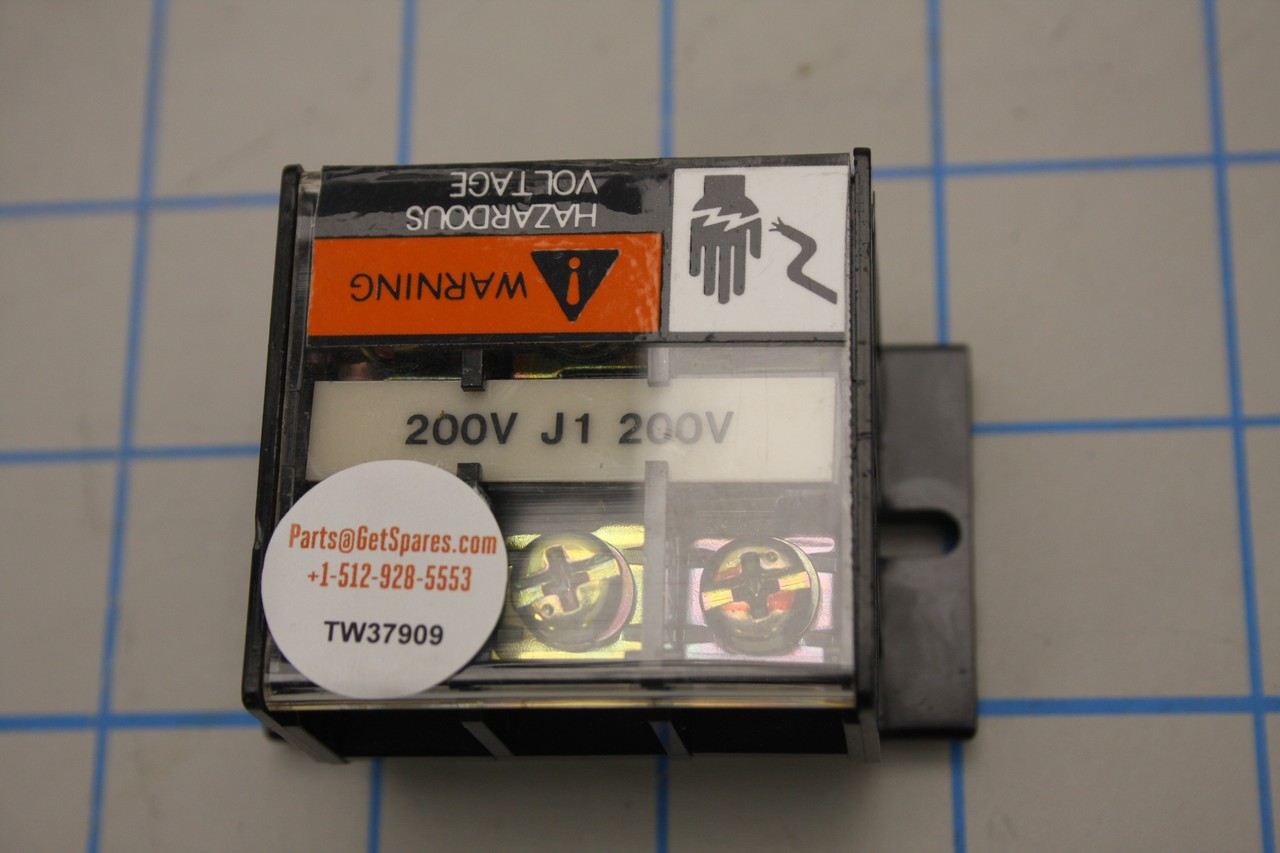 HAZARDOUS
VOLTAGE
WARNING
200V J1 200V
Parts@GetSpares.com
+1-512-928-5553
TW37909